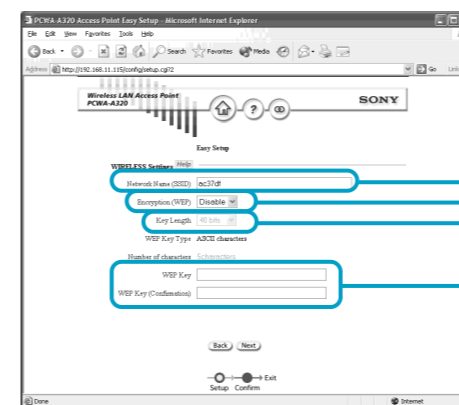 PCWA-A320 Access Point Easy Setup - Microsoft Internet Explorer
File Edit View Favorites Tools Help
Back Search Favorites Media
Address http://192.168.11.115/config/setup.cgi?2 Go Links
Wireless LAN Access Point
PCWA-A320
SONY
Easy Setup
WIRELESS Settings Help
Network Name (SSID) ac37df
Encryption (WEP) Disable
Key Length 40 bits
WEP Key Type ASCII characters
Number of characters 5characters
WEP Key
WEP Key (Confirmation)
Back Next
Exit
Setup Confirm
Done Internet